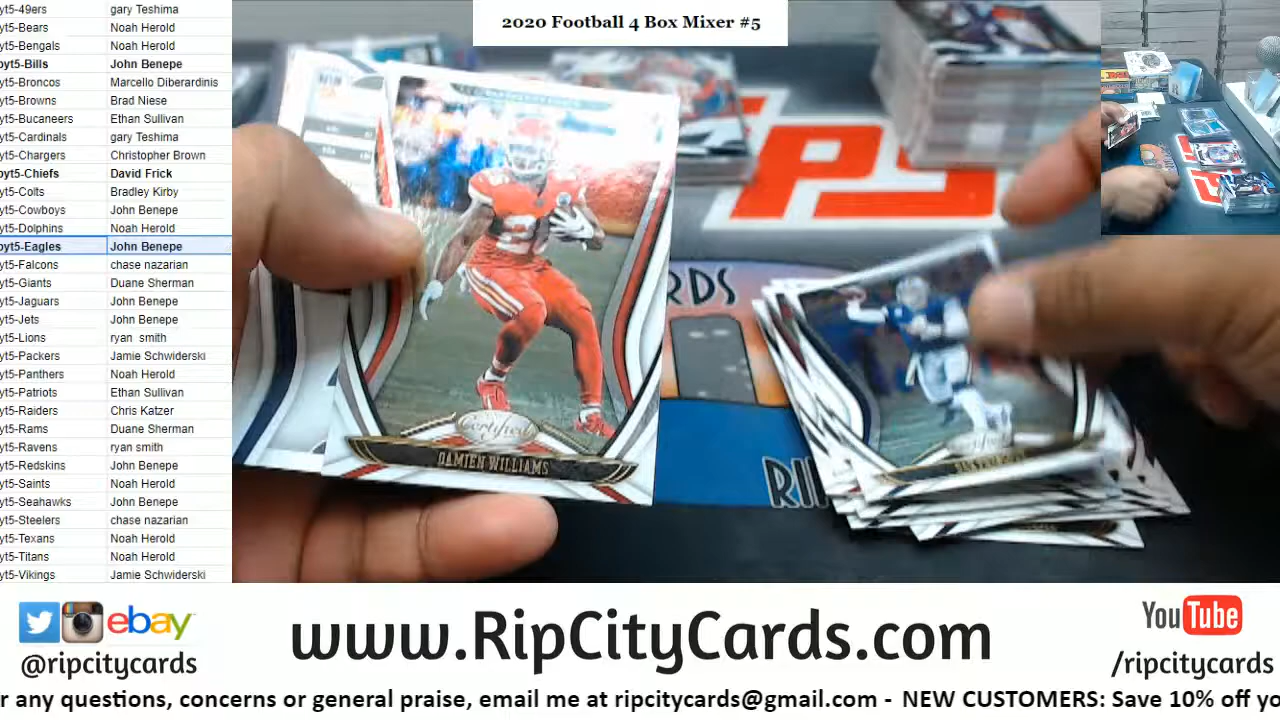 2020 Football 4 Box Mixer #5
yt5-49ers gary Teshima
yt5-Bears Noah Herold
yt5-Bengals Noah Herold
oyt5-Bills John Benepe
yt5-Broncos Marcello Diberardinis
yt5-Browns Brad Niese
yt5-Bucaneers Ethan Sullivan
yt5-Cardinals gary Teshima
yt5-Chargers Christopher Brown
oyt5-Chiefs David Frick
yt5-Colts Bradley Kirby
yt5-Cowboys John Benepe
yt5-Dolphins Noah Herold
oyt5-Eagles John Benepe
yt5-Falcons chase nazarian
yt5-Giants Duane Sherman
yt5-Jaguars John Benepe
yt5-Jets John Benepe
yt5-Lions ryan smith
yt5-Packers Jamie Schwiderski
yt5-Panthers Noah Herold
yt5-Patriots Ethan Sullivan
yt5-Raiders Chris Katzer
yt5-Rams Duane Sherman
yt5-Ravens ryan smith
yt5-Redskins John Benepe
yt5-Saints Noah Herold
yt5-Seahawks John Benepe
yt5-Steelers chase nazarian
yt5-Texans Noah Herold
yt5-Titans Noah Herold
yt5-Vikings Jamie Schwiderski
Certified
DAMIEN WILLIAMS
RDS
RI
ebay
@ripcitycards
www.RipCityCards.com
YouTube
/ripcitycards
r any questions, concerns or general praise, email me at ripcitycards@gmail.com - NEW CUSTOMERS: Save 10% off yo